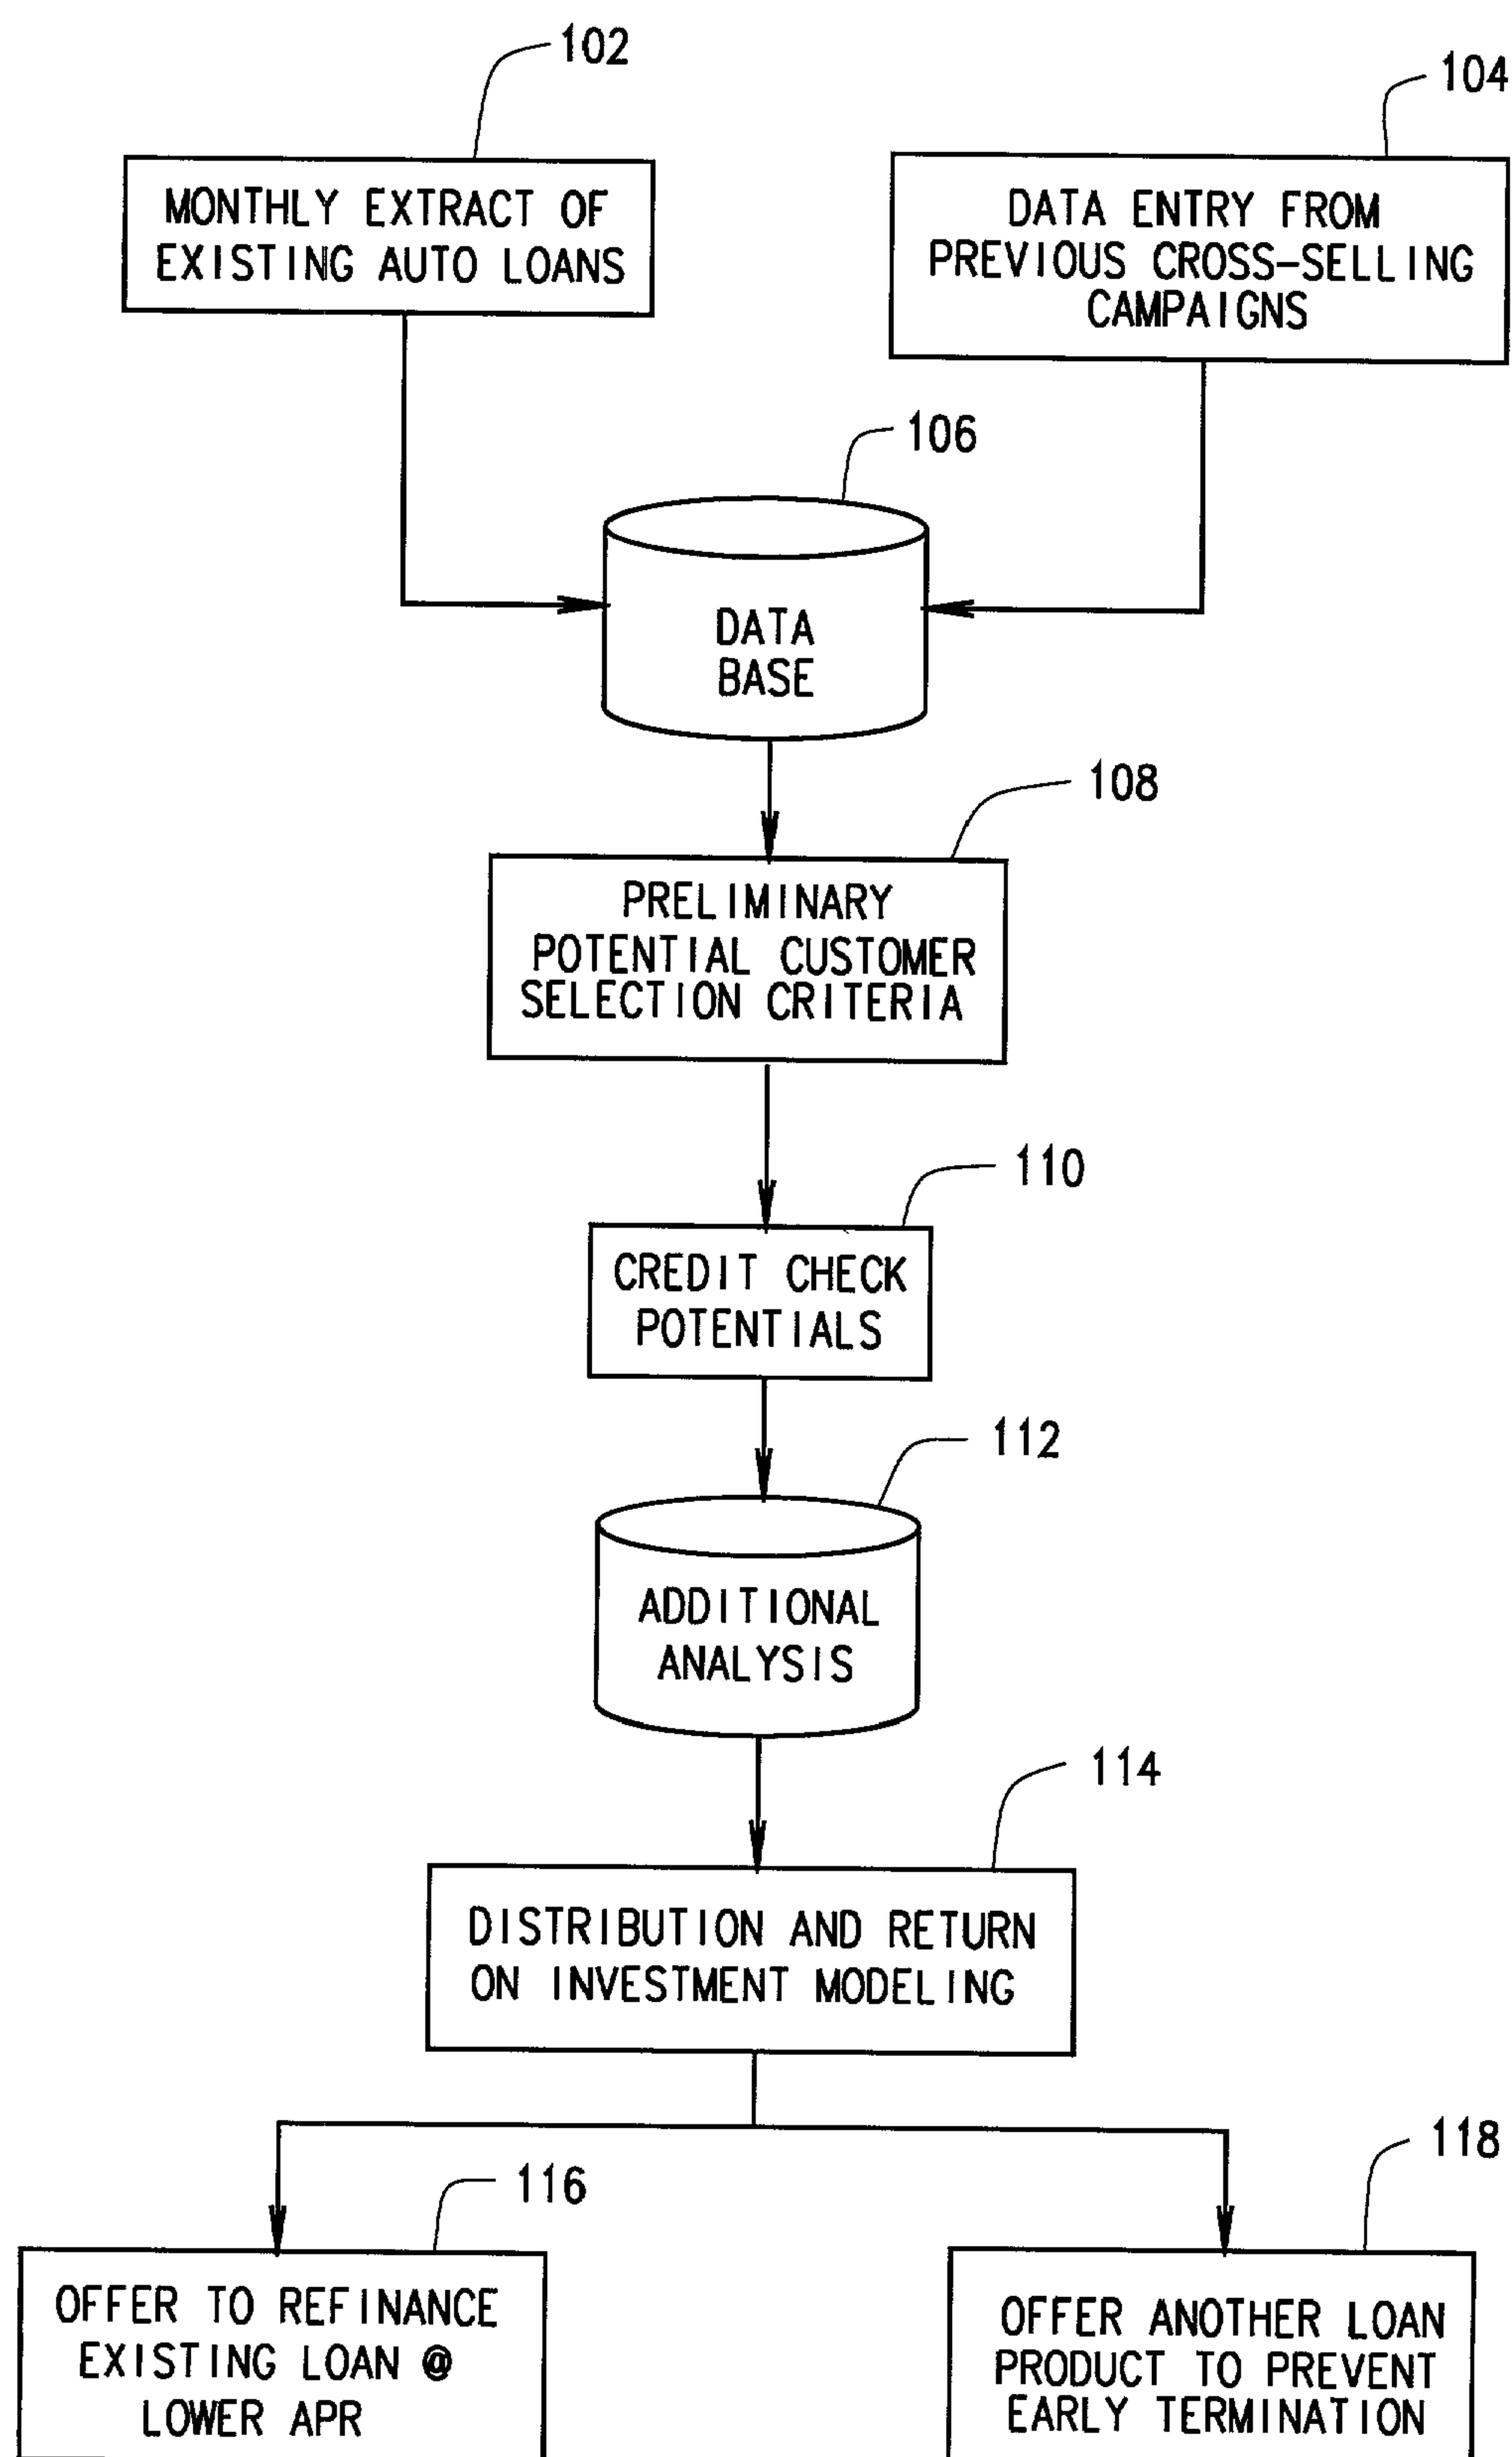 102
104
MONTHLY EXTRACT OF
EXISTING AUTO LOANS
DATA ENTRY FROM
PREVIOUS CROSS-SELLING
CAMPAIGNS
106
DATA
BASE
108
PRELIMINARY
POTENTIAL CUSTOMER
SELECTION CRITERIA
110
CREDIT CHECK
POTENTIALS
112
ADDITIONAL
ANALYSIS
114
DISTRIBUTION AND RETURN
ON INVESTMENT MODELING
116
118
OFFER TO REFINANCE
EXISTING LOAN @
LOWER APR
OFFER ANOTHER LOAN
PRODUCT TO PREVENT
EARLY TERMINATION